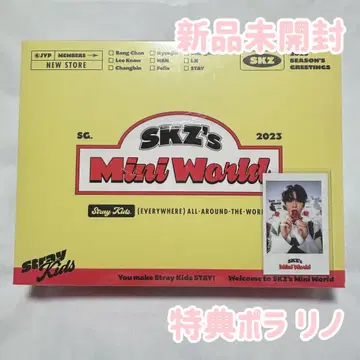 新品未開封
©JYP
MEMBERS →
NEW STORE
Bang Chan
Lee Know
Changbin
HAN
Felix
I.N
STAY
SKZ
SEASON'S
GREETINGS
SG.
SKZ's
2023
Mini World
Stray Kids.
(EVERYWHERE) ALL-AROUND-THE-WOR
Stray
Kids
SKZ's
Mini World
You make Stray Kids STAY!
Welcome to SKZ's Mini World
特典ポラ リノ